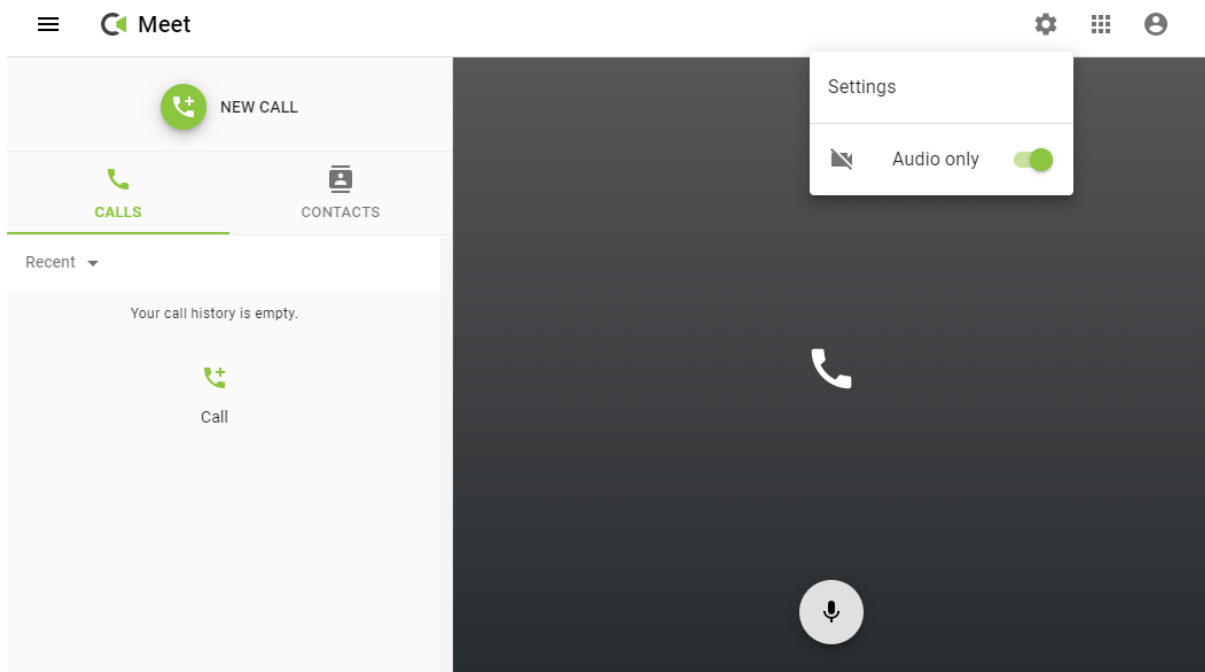 Meet
NEW CALL
CALLS
CONTACTS
Recent
Your call history is empty.
Call
Settings
Audio only